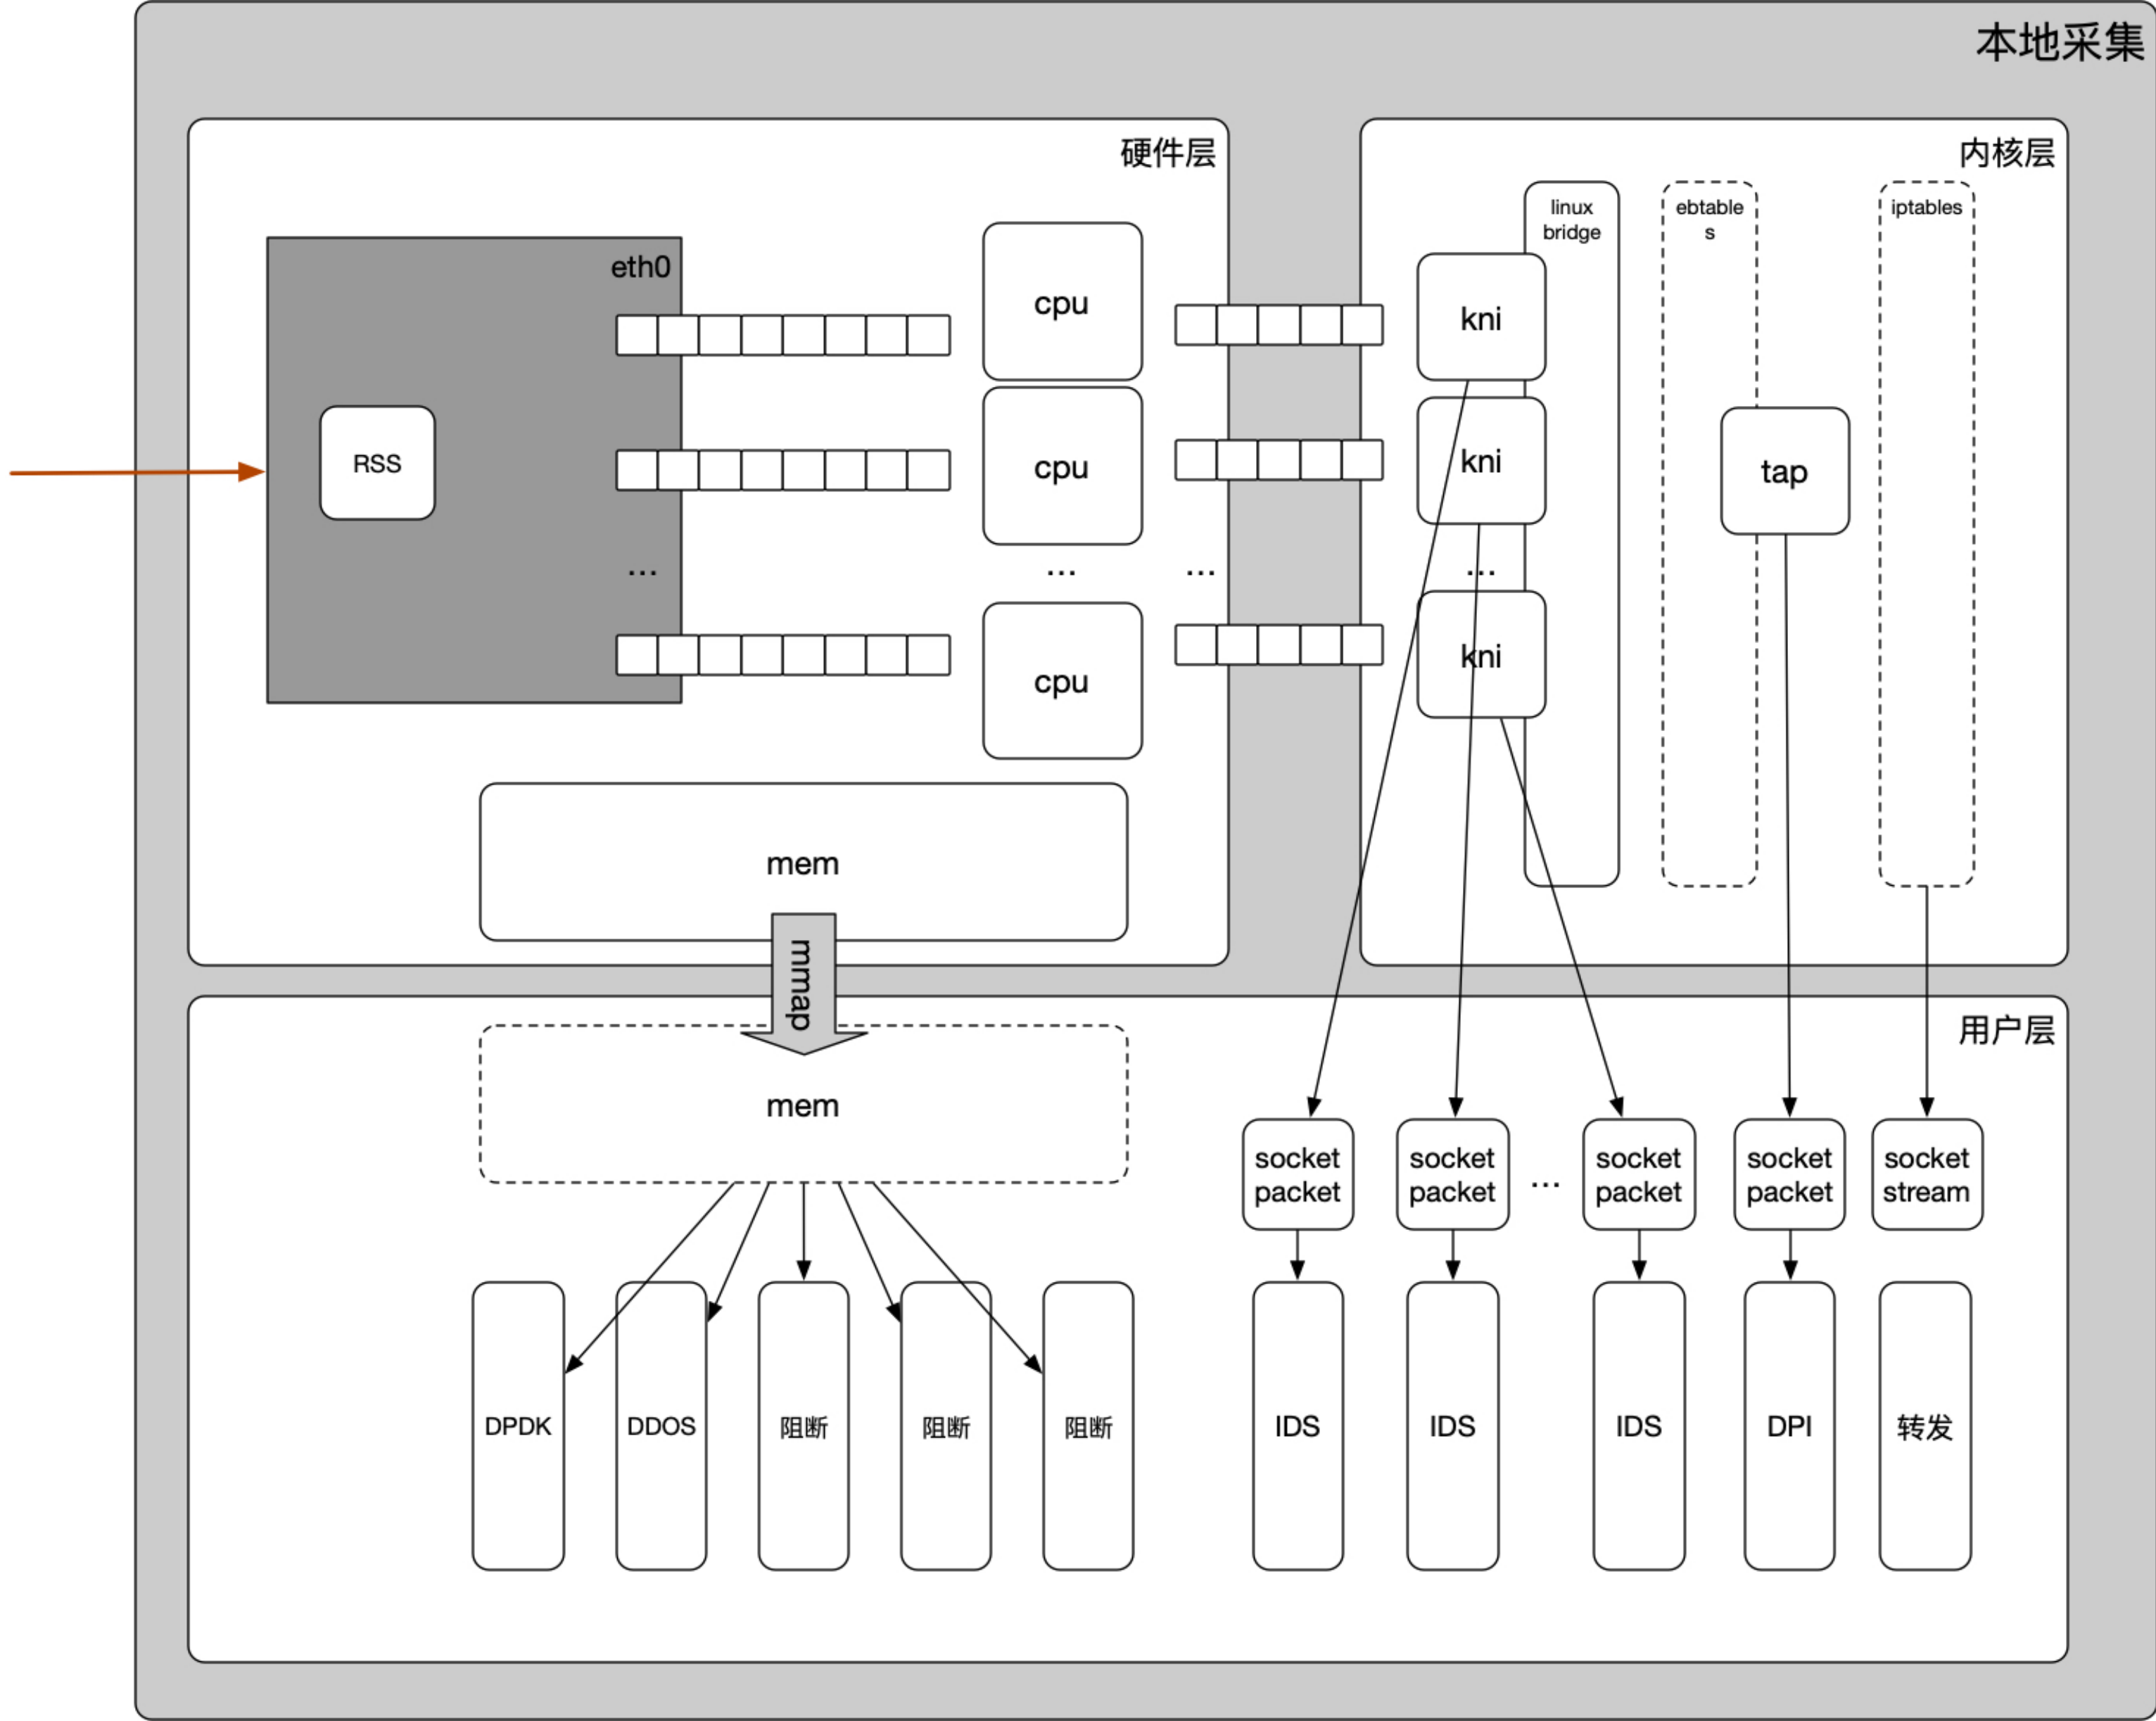 本地采集
硬件层
eth0
RSS
...
cpu
cpu
...
cpu
...
mem
mmap
内核层
linux
bridge
ebtable
s
iptables
kni
kni
...
kni
tap
用户层
mem
DPDK
DDOS
阻断
阻断
阻断
socket
packet
socket
packet
...
socket
packet
socket
packet
socket
stream
IDS
IDS
IDS
DPI
转发